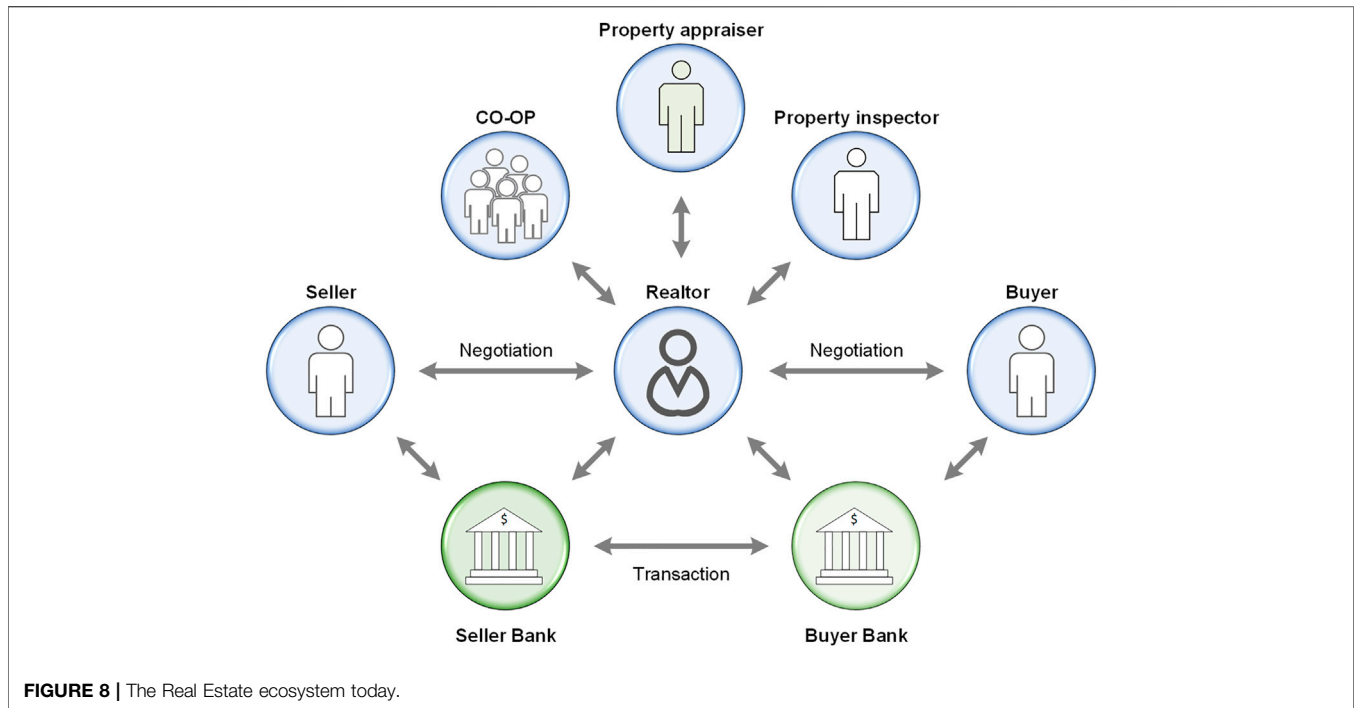 Property appraiser
CO-OP
Property inspector
Seller
Realtor
Buyer
Negotiation
Negotiation
$
$
Transaction
Seller Bank
Buyer Bank
FIGURE 8 | The Real Estate ecosystem today.